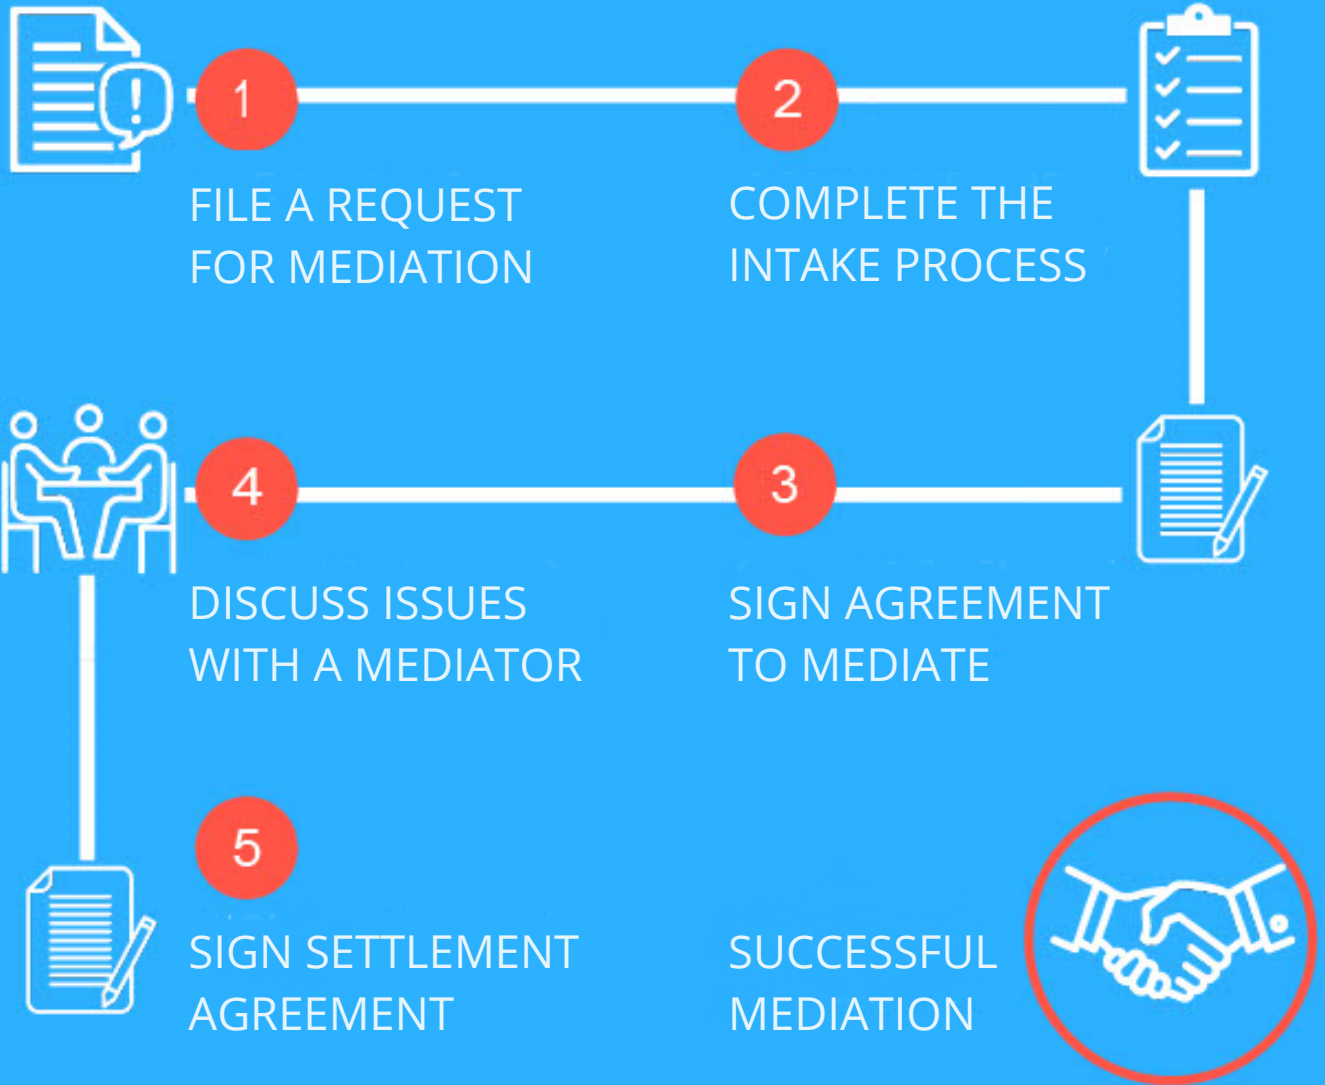 1
FILE A REQUEST
FOR MEDIATION
2
COMPLETE THE
INTAKE PROCESS
3
SIGN AGREEMENT
TO MEDIATE
4
DISCUSS ISSUES
WITH A MEDIATOR
5
SIGN SETTLEMENT
AGREEMENT
SUCCESSFUL
MEDIATION